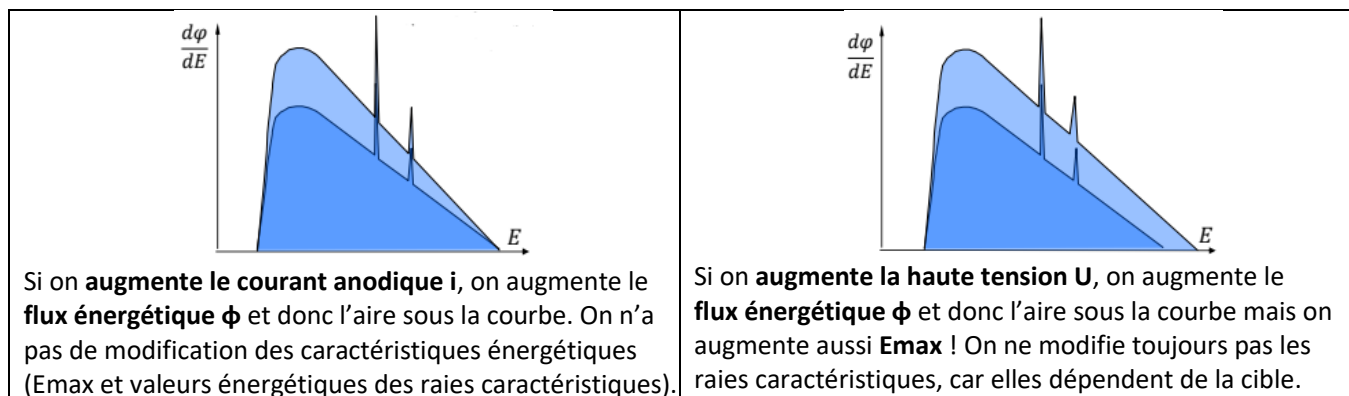 dφ
dE
E
Si on augmente le courant anodique i, on augmente le
flux énergétique φ et donc l’aire sous la courbe. On n’a
pas de modification des caractéristiques énergétiques
(Emax et valeurs énergétiques des raies caractéristiques).
dφ
dE
E
Si on augmente la haute tension U, on augmente le
flux énergétique φ et donc l’aire sous la courbe mais on
augmente aussi Emax ! On ne modifie toujours pas les
raies caractéristiques, car elles dépendent de la cible.